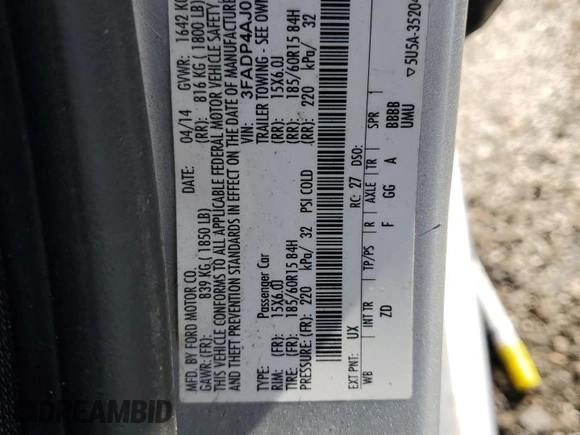 MFD. BY FORD MOTOR CO.
DATE: 04/14 GVWR: 1642 KG
GAWR: (FR): 839 KG ( 1850 LB) (RR): 816 KG ( 1800 LB)
THIS VEHICLE CONFORMS TO ALL APPLICABLE FEDERAL MOTOR VEHICLE SAFETY,
AND THEFT PREVENTION STANDARDS IN EFFECT ON THE DATE OF MANUFACTURE
VIN: 3FADP4AJ0
TYPE: Passenger Car TRAILER TOWING - SEE OWN
RIM: (FR): 15X6.0J (RR): 15X6.0J
TIRE: (FR): 185/60R15 84H (RR): 185/60R15 84H
PRESSURE: (FR): 220 kPa/ 32 PSI COLD (RR): 220 kPa/ 32
EXT PNT: UX RC: 27 DSO:
WB INT TR TP/PS R AXLE TR SPR
ZD F GG A BBBB
UMU
5U5A-35204
DREAMBID